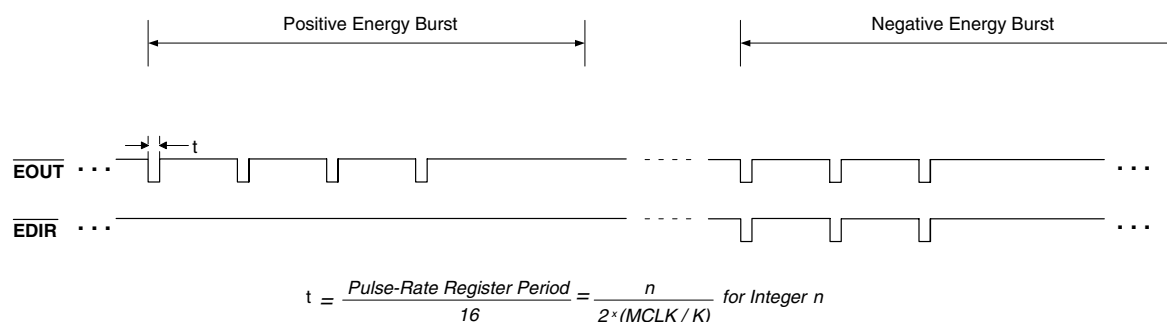 Positive Energy Burst
Negative Energy Burst
t
EOUT ... - - - - ...
EDIR ... - - - - ...
t = Pulse-Rate Register Period / 16 = n / 2 x (MCLK / K) for Integer n